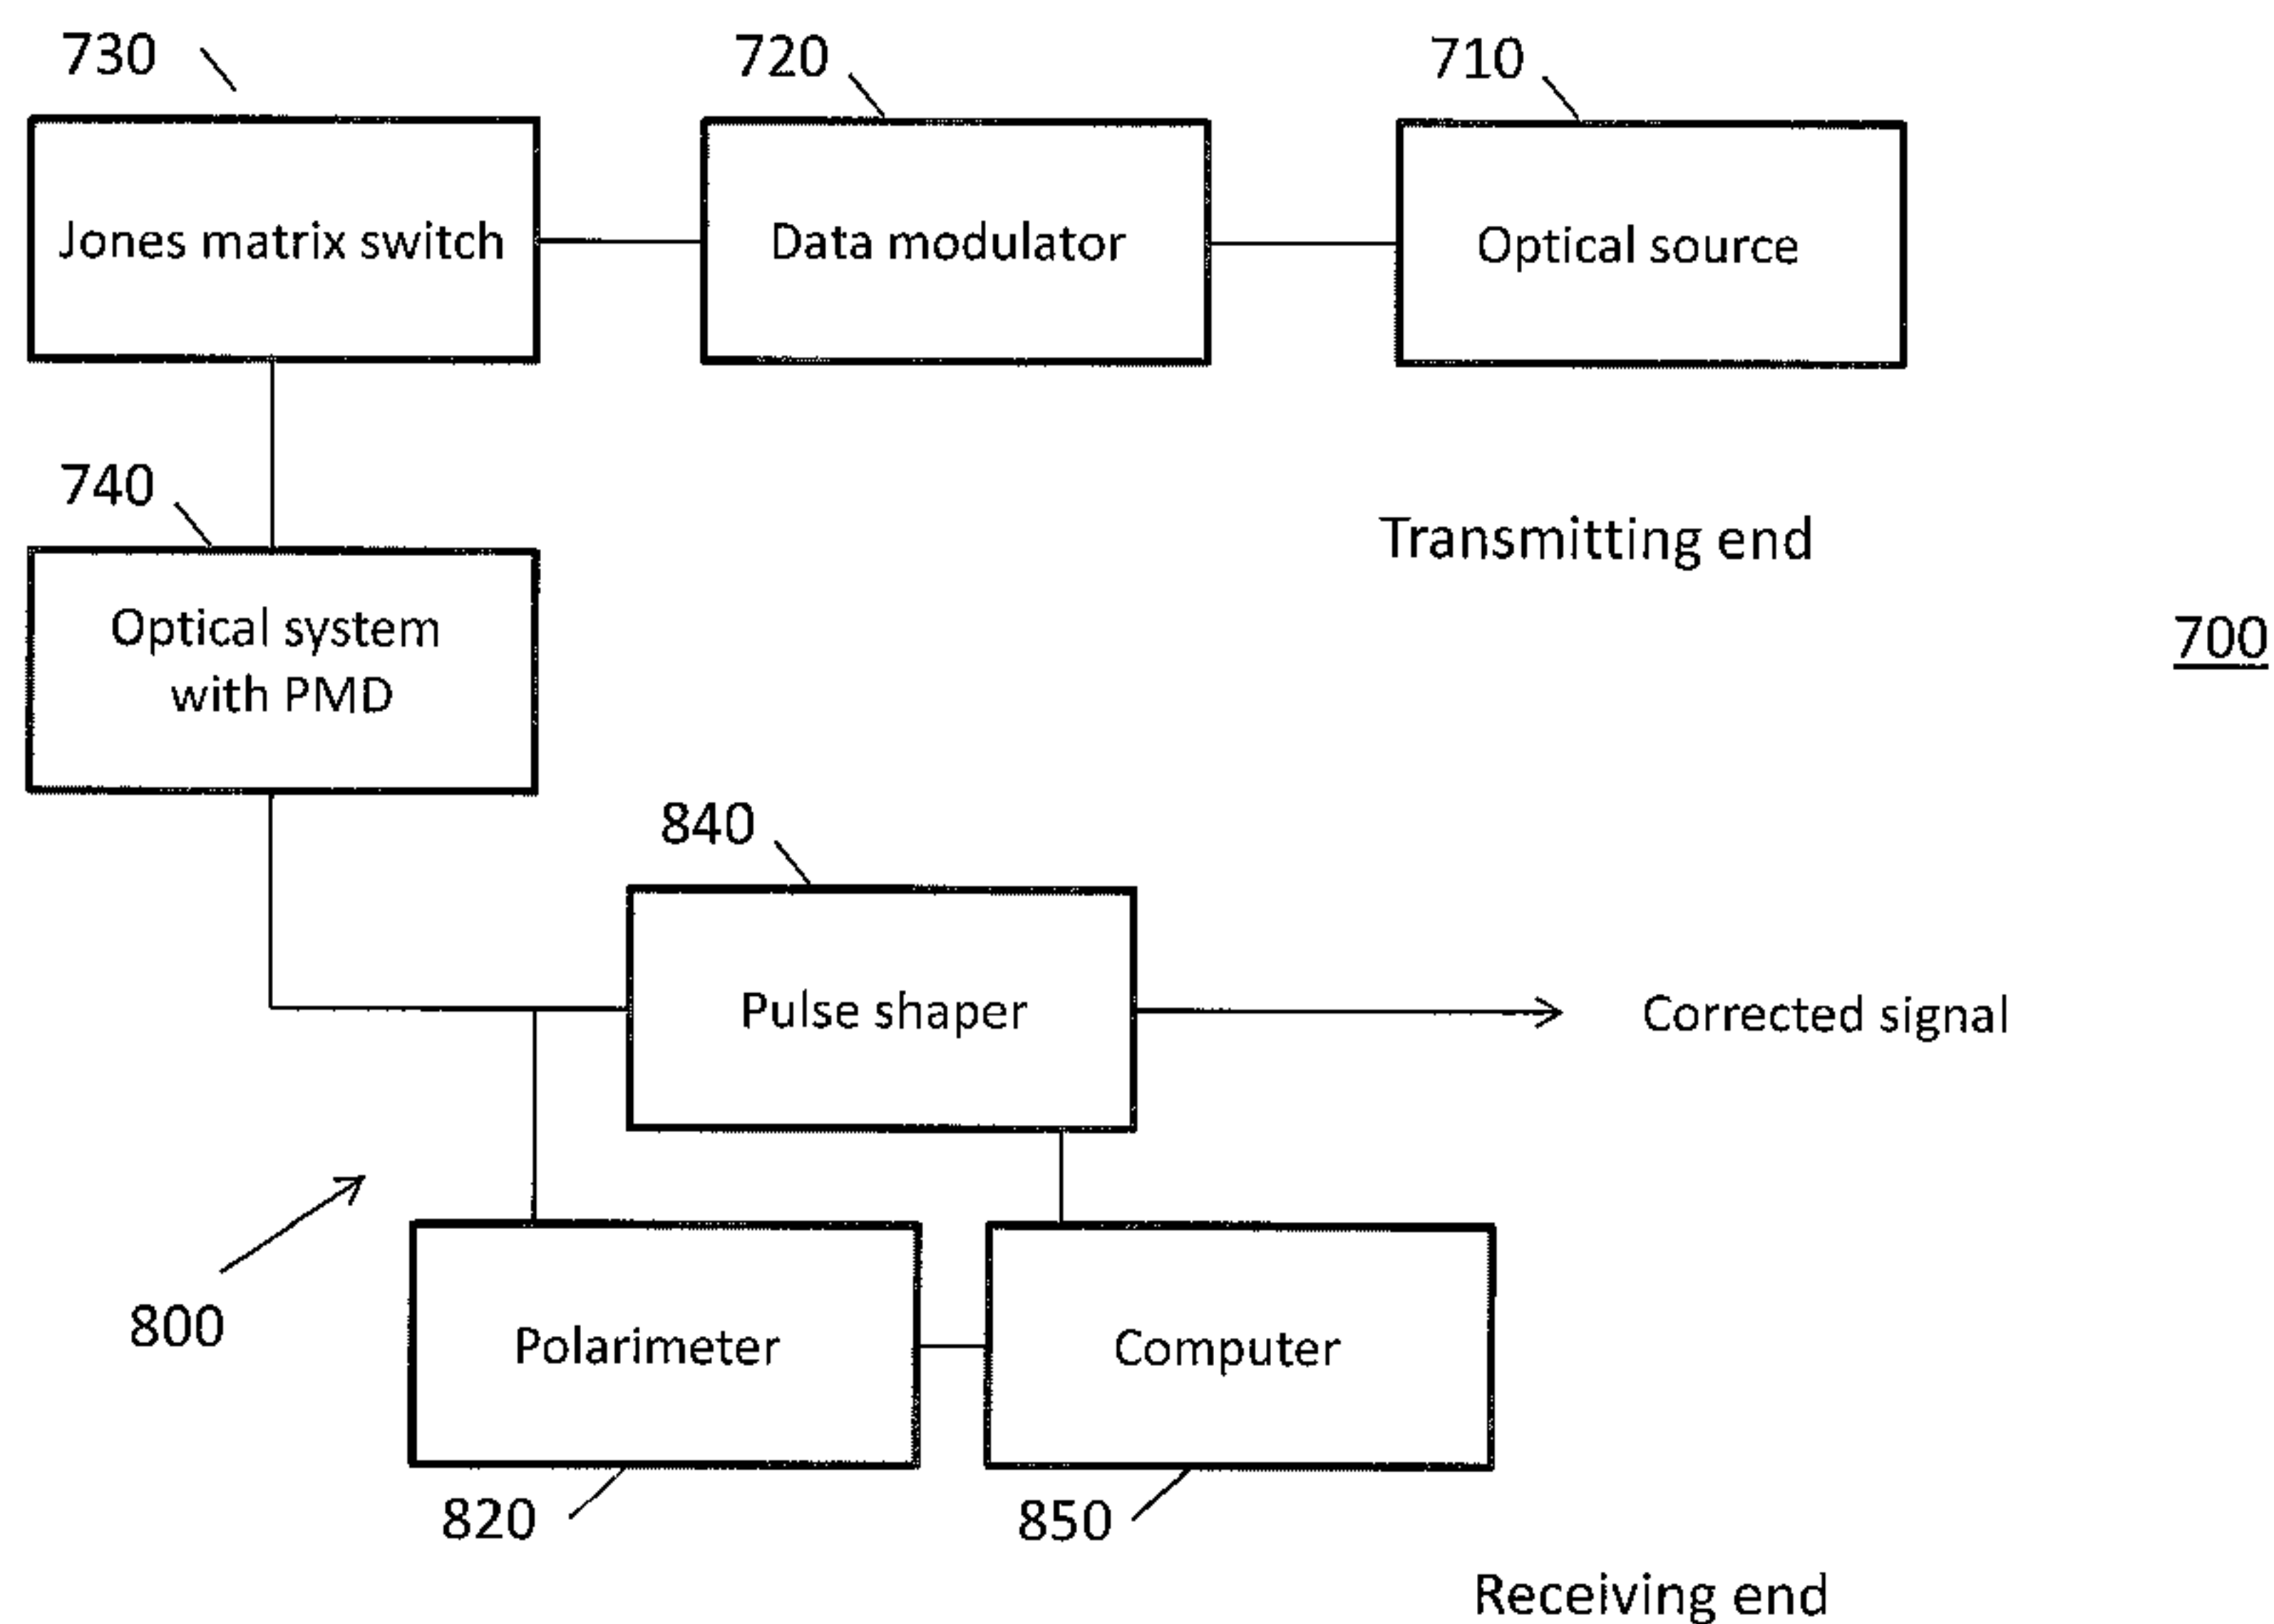 730
720
710
Jones matrix switch
Data modulator
Optical source
740
Transmitting end
Optical system
with PMD
700
840
Pulse shaper
Corrected signal
800
Polarimeter
Computer
820
850
Receiving end